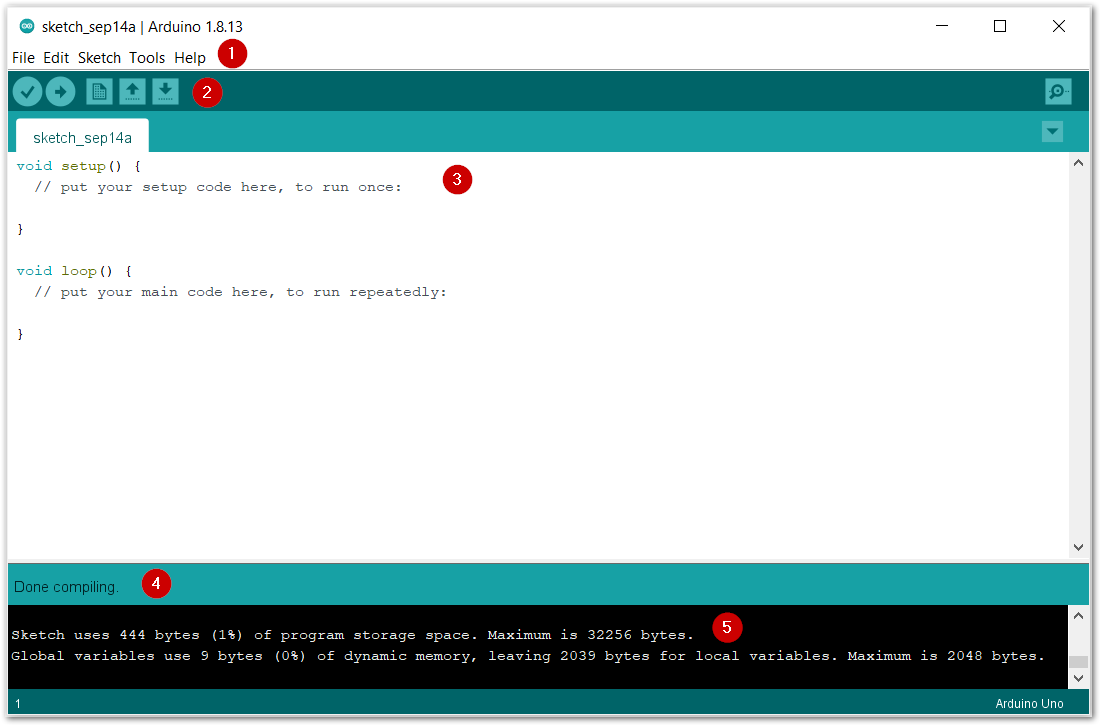 sketch_sep14a | Arduino 1.8.13
File Edit Sketch Tools Help 1
2
sketch_sep14a
void setup() {
  // put your setup code here, to run once:
3
}
void loop() {
  // put your main code here, to run repeatedly:
}
Done compiling. 4
Sketch uses 444 bytes (1%) of program storage space. Maximum is 32256 bytes. 5
Global variables use 9 bytes (0%) of dynamic memory, leaving 2039 bytes for local variables. Maximum is 2048 bytes.
1 Arduino Uno